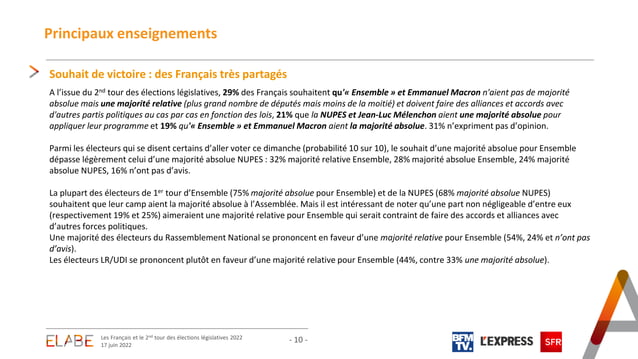 Principaux enseignements
Souhait de victoire : des Français très partagés
A l'issue du 2nd tour des élections législatives, 29% des Français souhaitent qu'« Ensemble » et Emmanuel Macron n'aient pas de majorité
absolue mais une majorité relative (plus grand nombre de députés mais moins de la moitié) et doivent faire des alliances et accords avec
d'autres partis politiques au cas par cas en fonction des lois, 21% que la NUPES et Jean-Luc Mélenchon aient une majorité absolue pour
appliquer leur programme et 19% qu'« Ensemble » et Emmanuel Macron aient la majorité absolue. 31% n'expriment pas d'opinion.
Parmi les électeurs qui se disent certains d'aller voter ce dimanche (probabilité 10 sur 10), le souhait d'une majorité absolue pour Ensemble
dépasse légèrement celui d'une majorité absolue NUPES : 32% majorité relative Ensemble, 28% majorité absolue Ensemble, 24% majorité
absolue NUPES, 16% n'ont pas d'avis.
La plupart des électeurs de 1er tour d'Ensemble (75% majorité absolue pour Ensemble) et de la NUPES (68% majorité absolue NUPES)
souhaitent que leur camp aient la majorité absolue à l'Assemblée. Mais il est intéressant de noter qu'une part non négligeable d'entre eux
(respectivement 19% et 25%) aimeraient une majorité relative pour Ensemble qui serait contraint de faire des accords et alliances avec
d'autres forces politiques.
Une majorité des électeurs du Rassemblement National se prononcent en faveur d'une majorité relative pour Ensemble (54%, 24% et n'ont pas
d'avis).
Les électeurs LR/UDI se prononcent plutôt en faveur d'une majorité relative pour Ensemble (44%, contre 33% une majorité absolue).
ELABE
Les Français et le 2nd tour des élections législatives 2022
17 juin 2022
- 10 -
BFM
TV.
L'EXPRESS
SFR